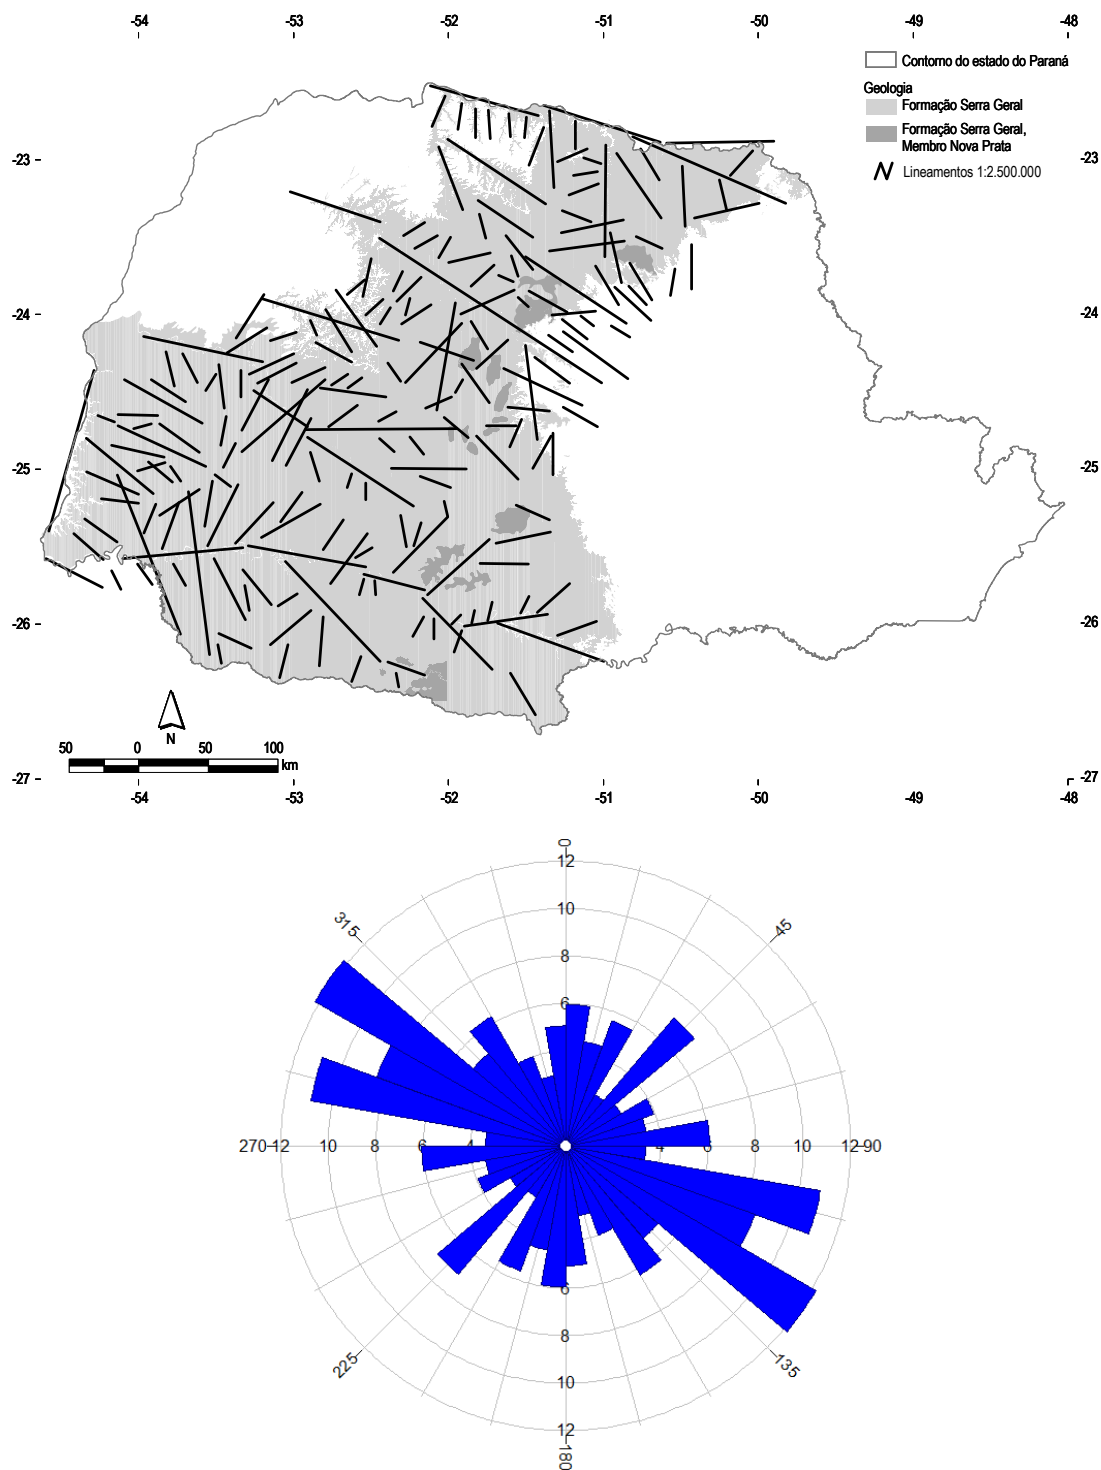 -54 -53 -52 -51 -50 -49 -48
Contorno do estado do Paraná
Geologia
Formação Serra Geral
Formação Serra Geral,
Membro Nova Prata
Lineamentos 1:2.500.000
-23 -23
-24 -24
-25 -25
-26 -26
N
50 0 50 100
km
-27 -27
-54 -53 -52 -51 -50 -49 -48
0
12
10
8
6
315
45
270 12 10 8 6 4 4 6 8 10 12 90
6
8
10
12
225
135
180